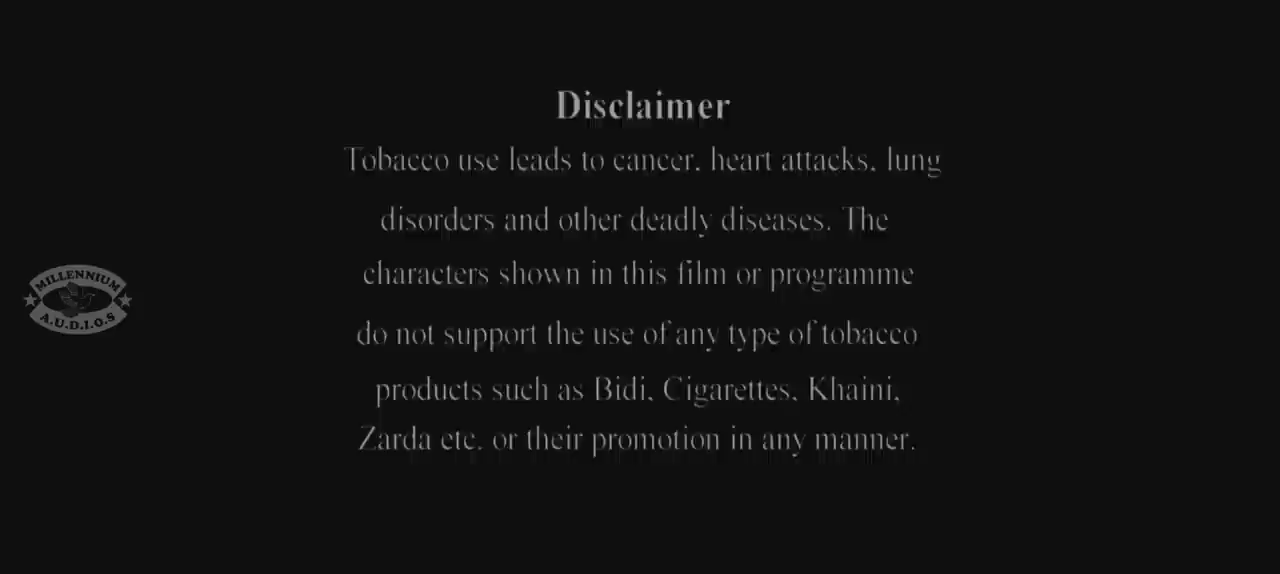 Disclaimer
Tobacco use leads to cancer, heart attacks, lung
disorders and other deadly diseases. The
characters shown in this film or programme
do not support the use of any type of tobacco
products such as Bidi, Cigarettes, Khaini,
Zarda etc. or their promotion in any manner.
MILLENNIUM
A.U.D.I.O.S